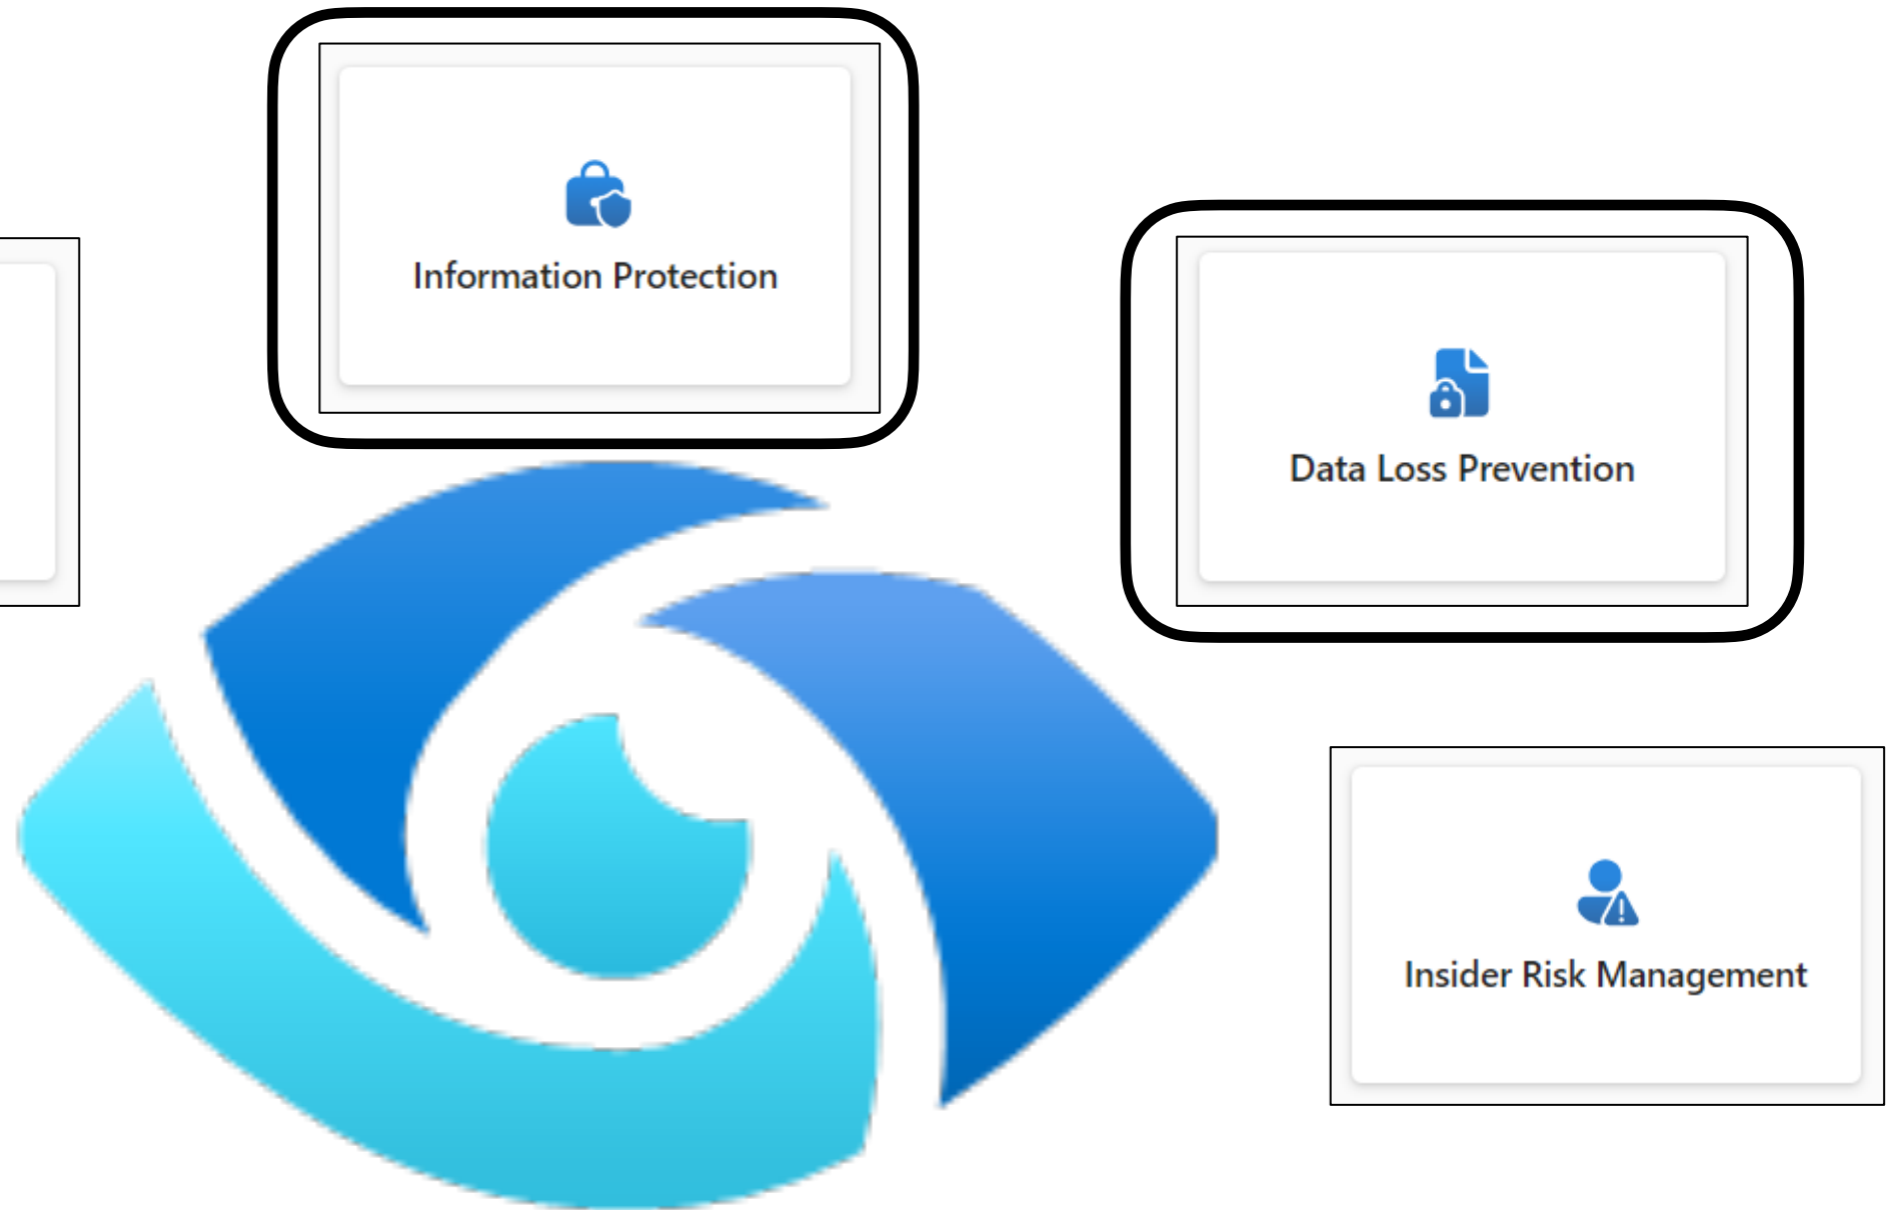 Information Protection
Data Loss Prevention
Insider Risk Management